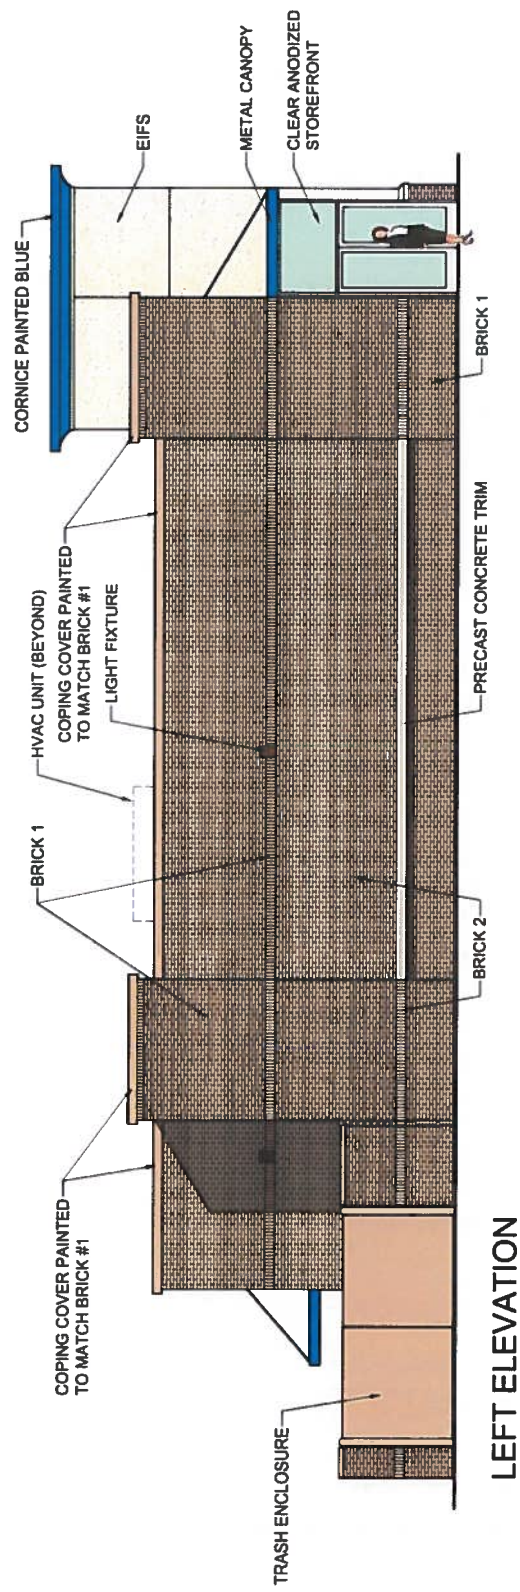 CORNICE PAINTED BLUE
EIFS
METAL CANOPY
CLEAR ANODIZED
STOREFRONT
HVAC UNIT (BEYOND)
COPING COVER PAINTED
TO MATCH BRICK #1
LIGHT FIXTURE
BRICK 1
COPING COVER PAINTED
TO MATCH BRICK #1
TRASH ENCLOSURE
BRICK 2
PRECAST CONCRETE TRIM
BRICK 1
LEFT ELEVATION